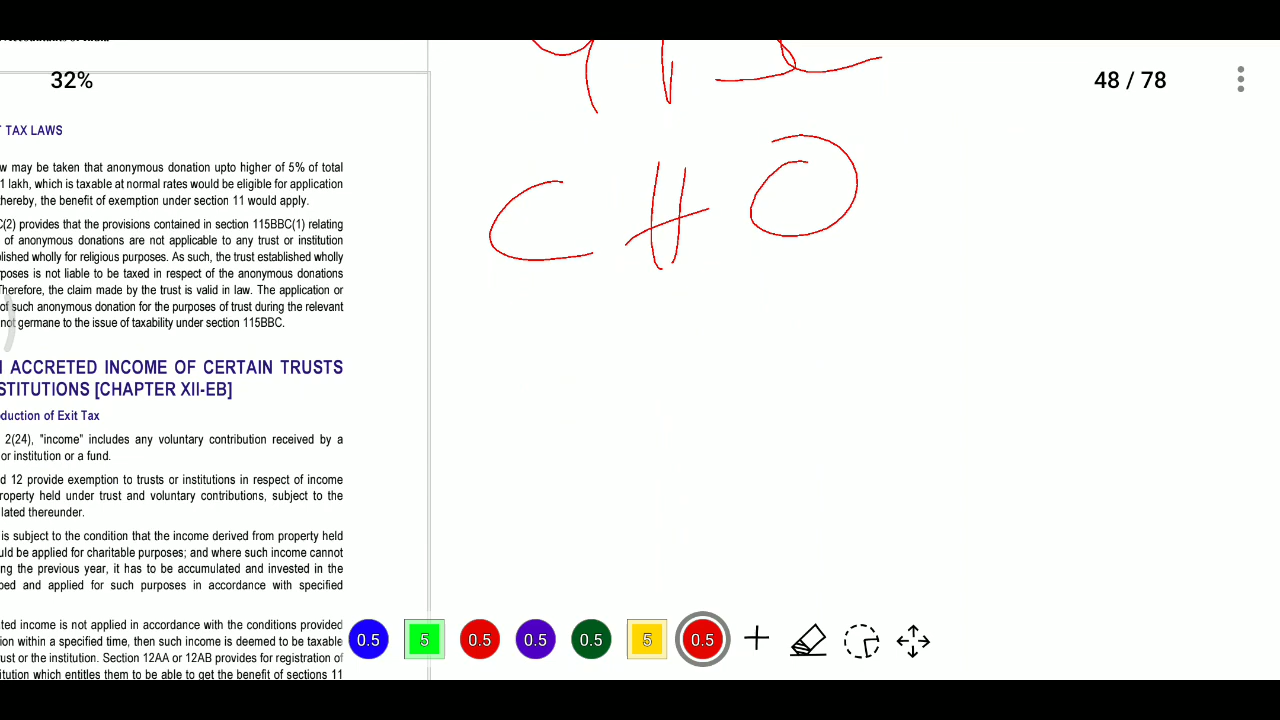 32%
48 / 78
T TAX LAWS
w may be taken that anonymous donation upto higher of 5% of total
1 lakh, which is taxable at normal rates would be eligible for application
thereby, the benefit of exemption under section 11 would apply.
C(2) provides that the provisions contained in section 115BBC(1) relating
of anonymous donations are not applicable to any trust or institution
blished wholly for religious purposes. As such, the trust established wholly
rposes is not liable to be taxed in respect of the anonymous donations
Therefore, the claim made by the trust is valid in law. The application or
of such anonymous donation for the purposes of trust during the relevant
not germane to the issue of taxability under section 115BBC.
ACCRETED INCOME OF CERTAIN TRUSTS
STITUTIONS [CHAPTER XII-EB]
duction of Exit Tax
2(24), "income" includes any voluntary contribution received by a
or institution or a fund.
d 12 provide exemption to trusts or institutions in respect of income
roperty held under trust and voluntary contributions, subject to the
lated thereunder.
is subject to the condition that the income derived from property held
uld be applied for charitable purposes; and where such income cannot
ng the previous year, it has to be accumulated and invested in the
bed and applied for such purposes in accordance with specified
ted income is not applied in accordance with the conditions provided
ion within a specified time, then such income is deemed to be taxable
rust or the institution. Section 12AA or 12AB provides for registration of
itution which entitles them to be able to get the benefit of sections 11
C H O
0.5 5 0.5 0.5 0.5 5 0.5